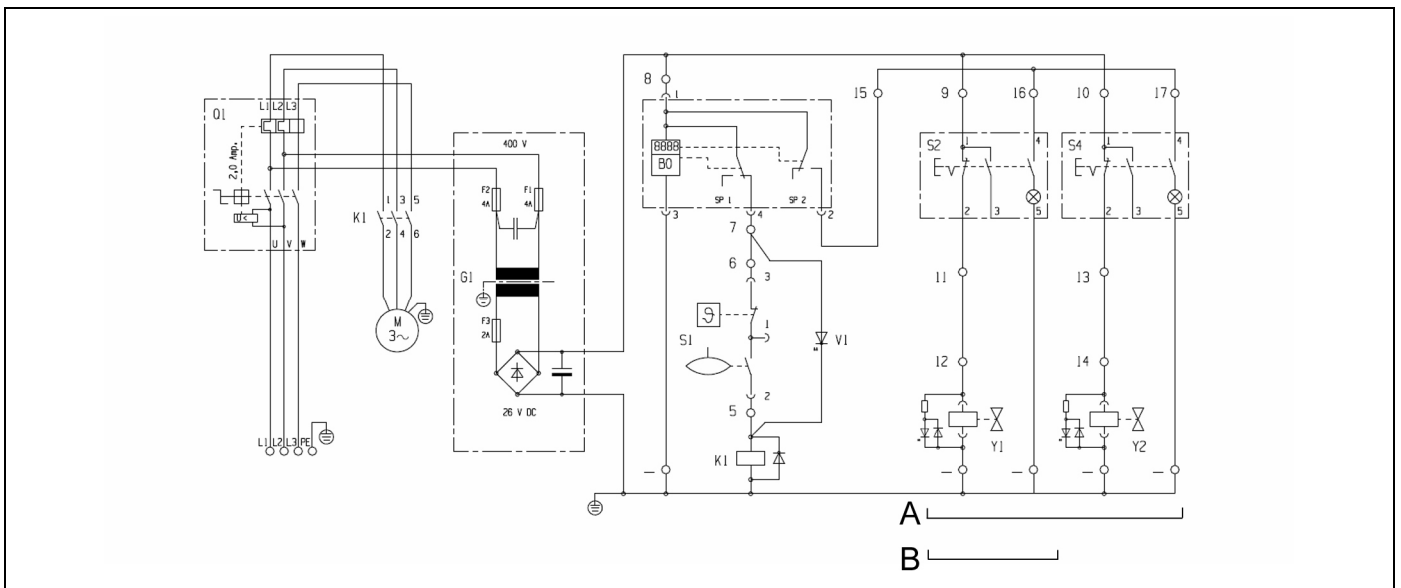 Q1
L1 L2 L3
2,0 Amp.
U<
U V W
L1 L2 L3 PE
K1
1 3 5
2 4 6
M
3~
400 V
F2
4A
F1
4A
G1
F3
2A
26 V DC
8
1
8888
B0
SP 1
SP 2
3
4
2
7
6
3
ϑ
1
S1
V1
2
5
K1
15
9
16
10
17
S2
1
4
2
3
5
S4
1
4
2
3
5
11
13
12
14
Y1
Y2
A
B